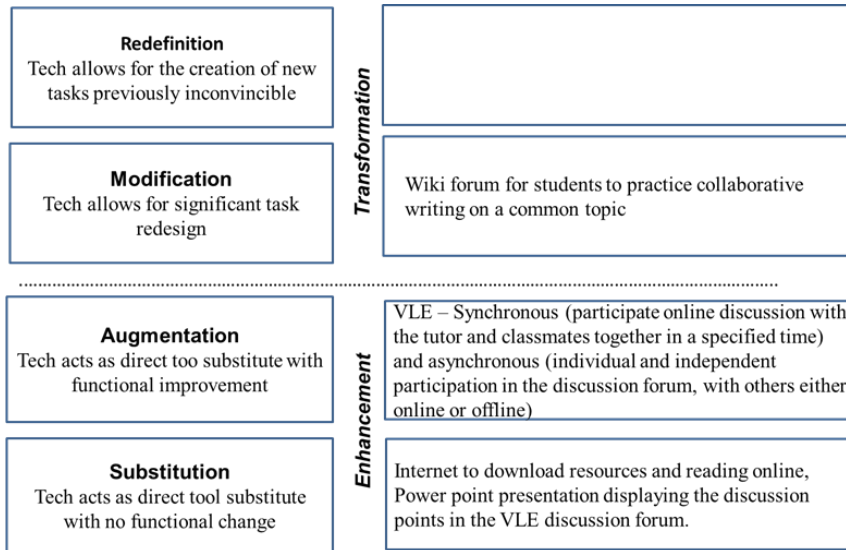 Redefinition
Tech allows for the creation of new
tasks previously inconvincible
Transformation
Modification
Tech allows for significant task
redesign
Wiki forum for students to practice collaborative
writing on a common topic
Augmentation
Tech acts as direct too substitute with
functional improvement
Enhancement
VLE – Synchronous (participate online discussion with
the tutor and classmates together in a specified time)
and asynchronous (individual and independent
participation in the discussion forum, with others either
online or offline)
Substitution
Tech acts as direct tool substitute
with no functional change
Internet to download resources and reading online,
Power point presentation displaying the discussion
points in the VLE discussion forum.